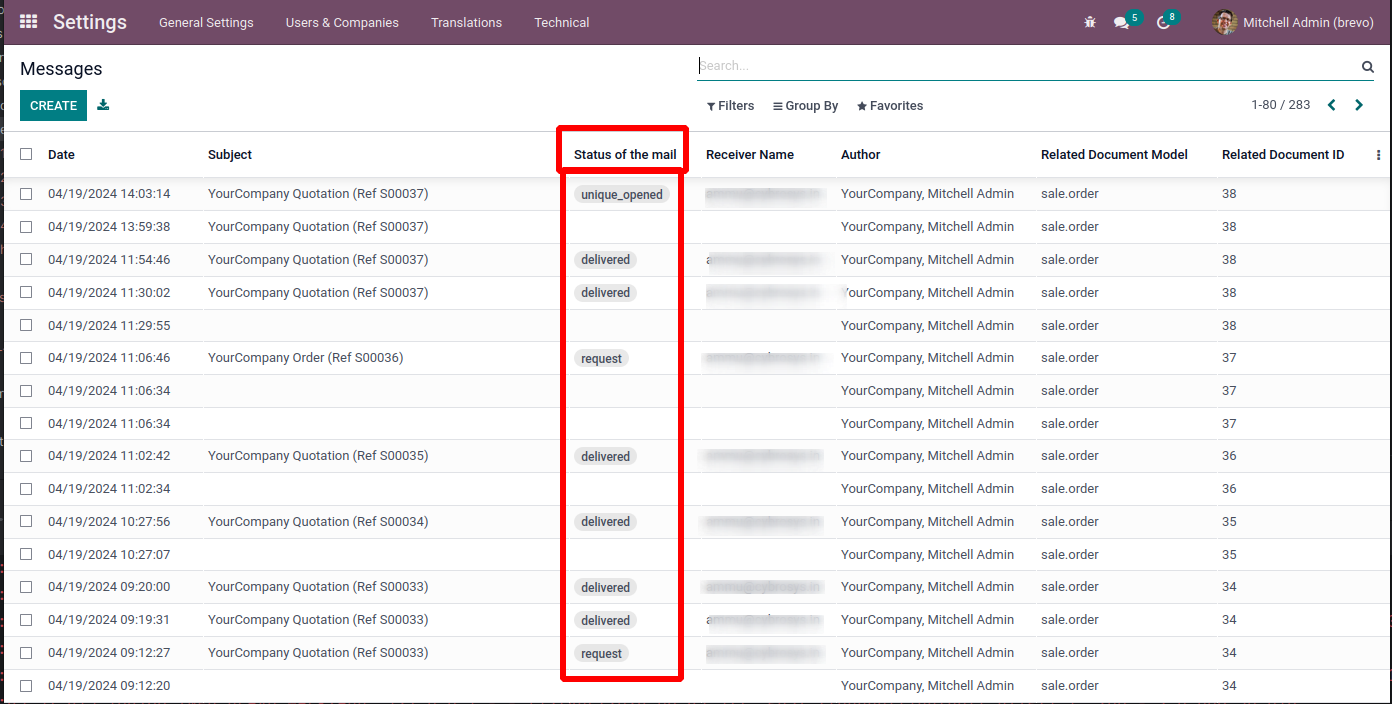 Settings General Settings Users & Companies Translations Technical 5 8 Mitchell Admin (brevo)
Messages Search...
CREATE Filters Group By Favorites 1-80 / 283
Date Subject Status of the mail Receiver Name Author Related Document Model Related Document ID
04/19/2024 14:03:14 YourCompany Quotation (Ref S00037) unique_opened YourCompany, Mitchell Admin sale.order 38
04/19/2024 13:59:38 YourCompany Quotation (Ref S00037) YourCompany, Mitchell Admin sale.order 38
04/19/2024 11:54:46 YourCompany Quotation (Ref S00037) delivered YourCompany, Mitchell Admin sale.order 38
04/19/2024 11:30:02 YourCompany Quotation (Ref S00037) delivered YourCompany, Mitchell Admin sale.order 38
04/19/2024 11:29:55 YourCompany, Mitchell Admin sale.order 38
04/19/2024 11:06:46 YourCompany Order (Ref S00036) request YourCompany, Mitchell Admin sale.order 37
04/19/2024 11:06:34 YourCompany, Mitchell Admin sale.order 37
04/19/2024 11:06:34 YourCompany, Mitchell Admin sale.order 37
04/19/2024 11:02:42 YourCompany Quotation (Ref S00035) delivered YourCompany, Mitchell Admin sale.order 36
04/19/2024 11:02:34 YourCompany, Mitchell Admin sale.order 36
04/19/2024 10:27:56 YourCompany Quotation (Ref S00034) delivered YourCompany, Mitchell Admin sale.order 35
04/19/2024 10:27:07 YourCompany, Mitchell Admin sale.order 35
04/19/2024 09:20:00 YourCompany Quotation (Ref S00033) delivered YourCompany, Mitchell Admin sale.order 34
04/19/2024 09:19:31 YourCompany Quotation (Ref S00033) delivered YourCompany, Mitchell Admin sale.order 34
04/19/2024 09:12:27 YourCompany Quotation (Ref S00033) request YourCompany, Mitchell Admin sale.order 34
04/19/2024 09:12:20 YourCompany, Mitchell Admin sale.order 34